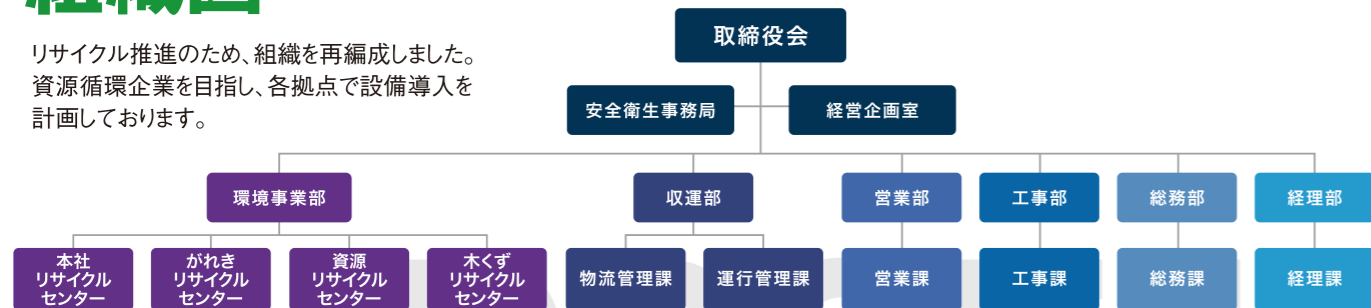 組織図
リサイクル推進のため、組織を再編成しました。
資源循環企業を目指し、各拠点で設備導入を
計画しております。
取締役会
安全衛生事務局
経営企画室
環境事業部
収運部
営業部
工事部
総務部
経理部
本社
リサイクル
センター
がれき
リサイクル
センター
資源
リサイクル
センター
木くず
リサイクル
センター
物流管理課
運行管理課
営業課
工事課
総務課
経理課